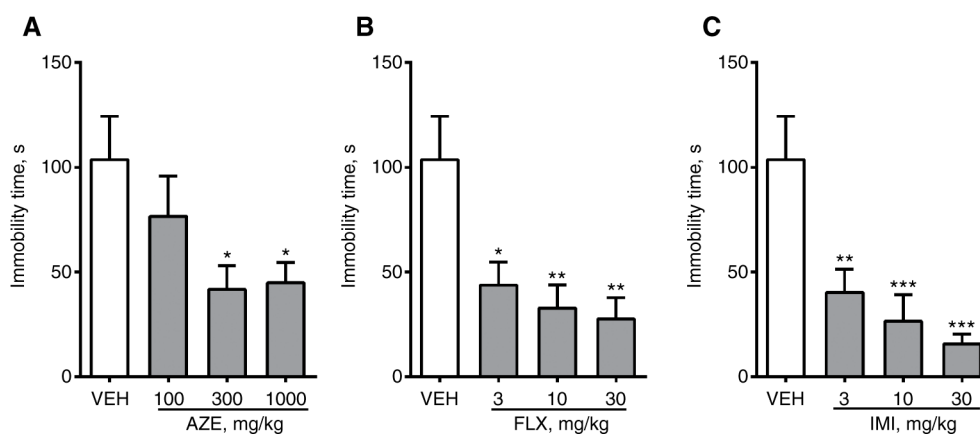 A
B
C
Immobility time, s
150
100
50
0
*
*
VEH
100
300
1000
AZE, mg/kg
Immobility time, s
150
100
50
0
*
**
**
VEH
3
10
30
FLX, mg/kg
Immobility time, s
150
100
50
0
**
***
***
VEH
3
10
30
IMI, mg/kg